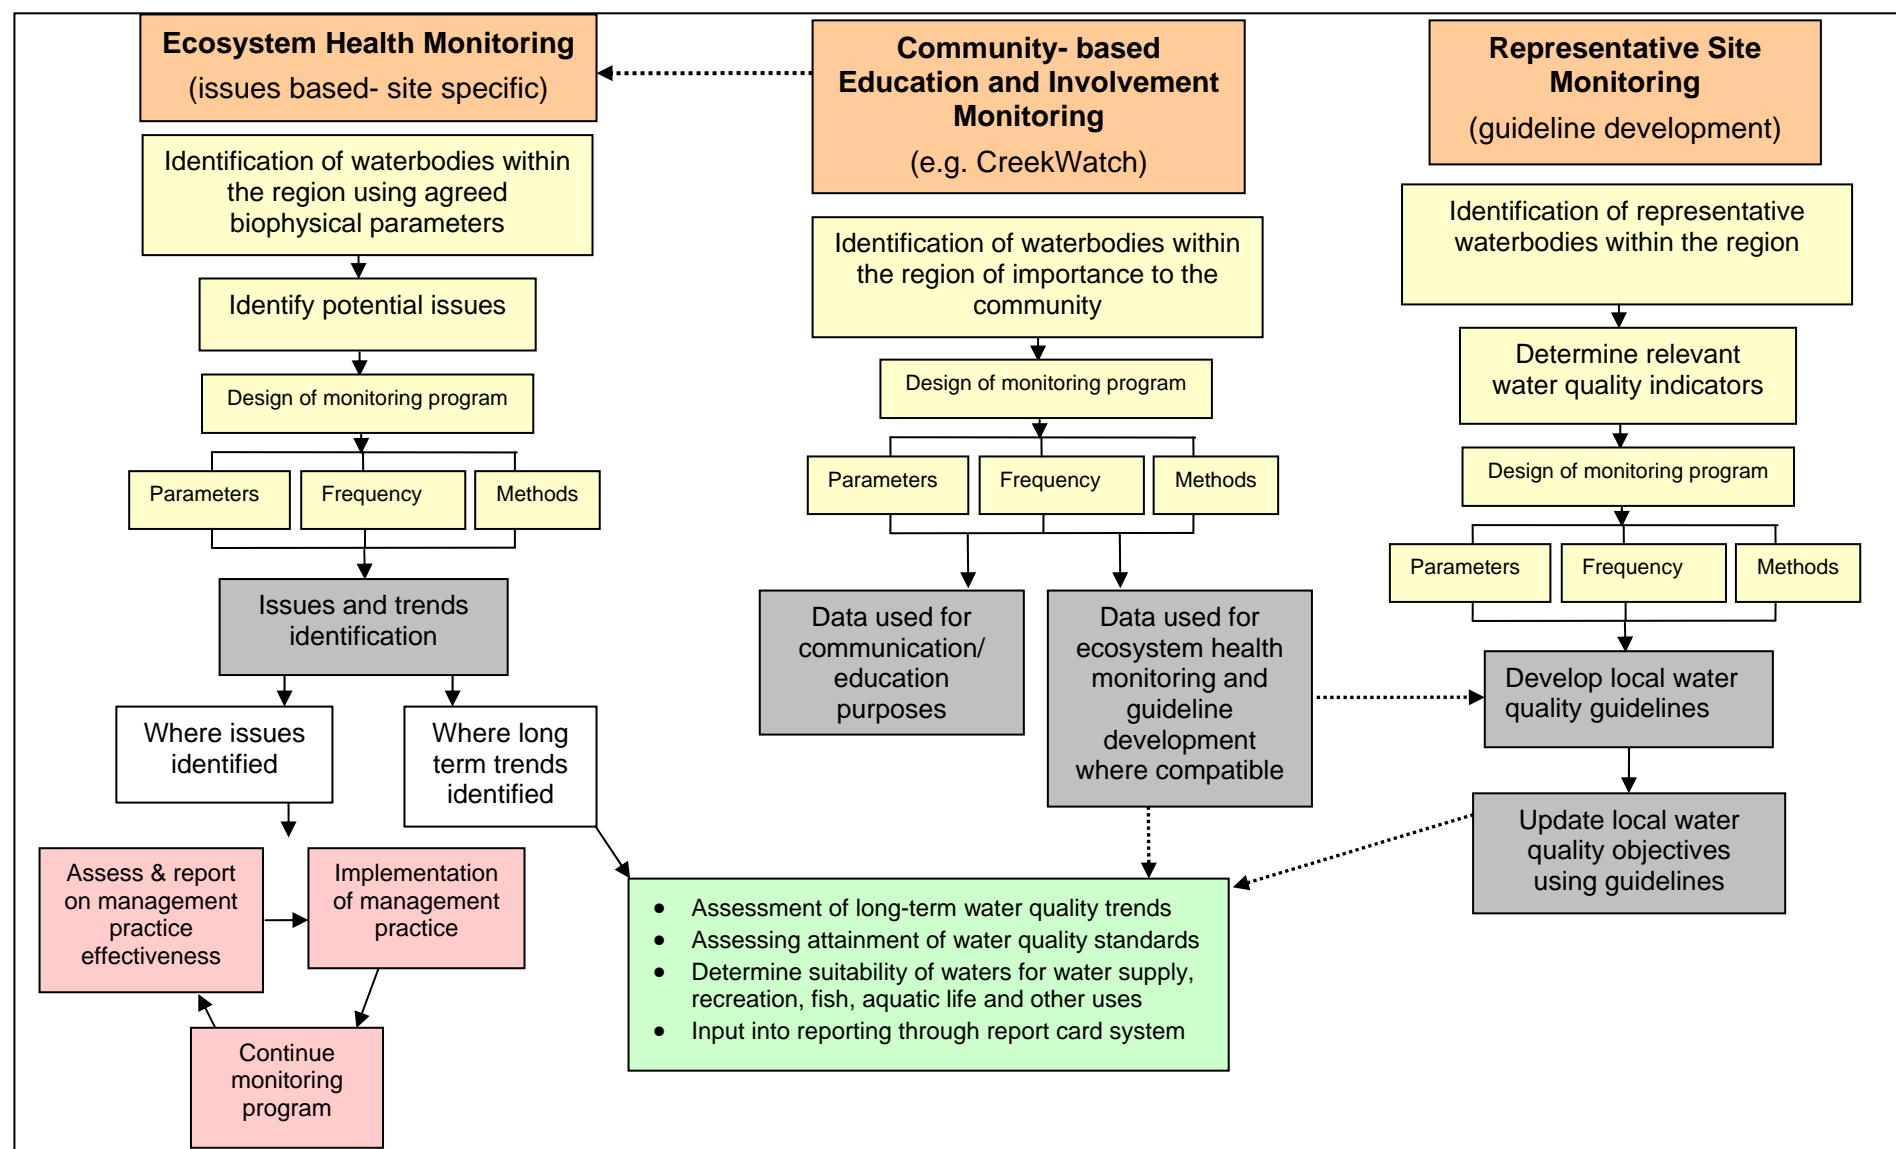 Ecosystem Health Monitoring
(issues based- site specific)
Identification of waterbodies within
the region using agreed
biophysical parameters
Identify potential issues
Design of monitoring program
Parameters
Frequency
Methods
Issues and trends
identification
Where issues
identified
Where long
term trends
identified
Assess & report
on management
practice
effectiveness
Implementation
of management
practice
Continue
monitoring
program
Community- based
Education and Involvement
Monitoring
(e.g. CreekWatch)
Identification of waterbodies within
the region of importance to the
community
Design of monitoring program
Parameters
Frequency
Methods
Data used for
communication/
education
purposes
Data used for
ecosystem health
monitoring and
guideline
development
where compatible
Representative Site
Monitoring
(guideline development)
Identification of representative
waterbodies within the region
Determine relevant
water quality indicators
Design of monitoring program
Parameters
Frequency
Methods
Develop local water
quality guidelines
Update local water
quality objectives
using guidelines
• Assessment of long-term water quality trends
• Assessing attainment of water quality standards
• Determine suitability of waters for water supply,
recreation, fish, aquatic life and other uses
• Input into reporting through report card system